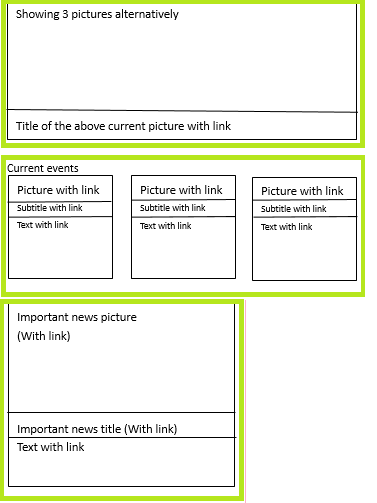 Showing 3 pictures alternatively
Title of the above current picture with link
Current events
Picture with link
Subtitle with link
Text with link
Picture with link
Subtitle with link
Text with link
Picture with link
Subtitle with link
Text with link
Important news picture
(With link)
Important news title (With link)
Text with link